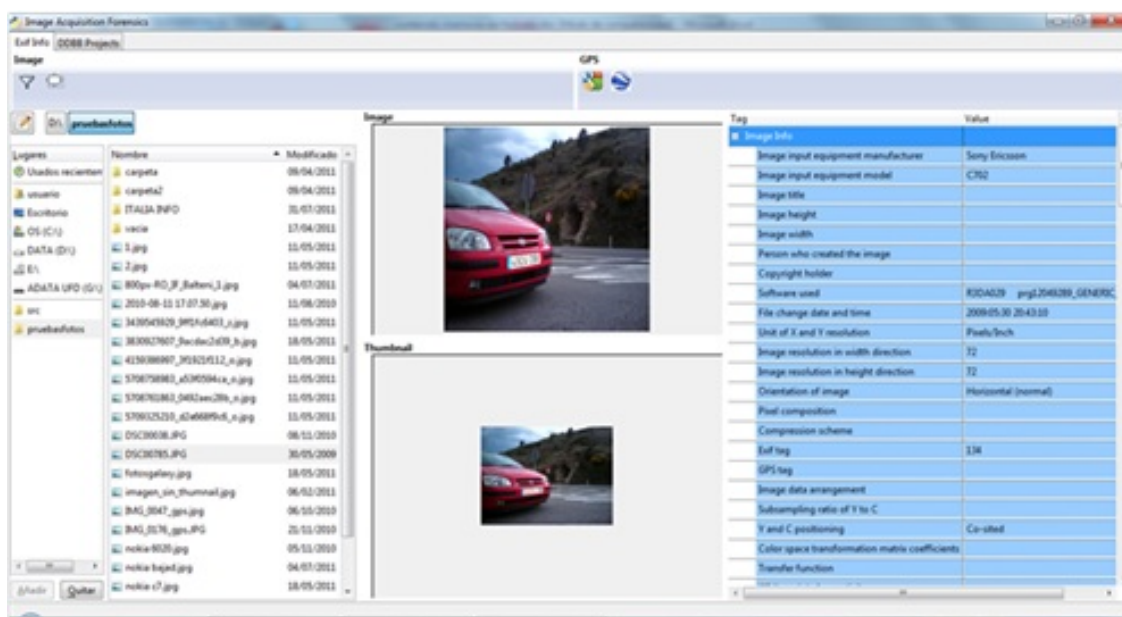 Image Acquisition Forensics
Exif Info DDBB Projects
Image GPS
D:\ pruebasfotos
Lugares
Usados recientemen
usuario
Escritorio
OS (C:\)
DATA (D:\)
E:\
ADATA UFD (G:\)
src
pruebasfotos
Añadir Quitar
Nombre Modificado
carpeta 09/04/2011
carpeta2 09/04/2011
ITALIA INFO 31/07/2011
vacia 17/04/2011
1.jpg 11/05/2011
2.jpg 11/05/2011
800pv-RO_JF_Balteni_1.jpg 04/07/2011
2010-08-11 17.07.50.jpg 11/08/2010
11/05/2011
18/05/2011
11/05/2011
11/05/2011
11/05/2011
11/05/2011
DSC00038.JPG 08/11/2010
DSC00785.JPG 30/05/2009
fotosgalery.jpg 18/05/2011
imagen_sin_thumnail.jpg 06/02/2011
IMG_0047_gps.jpg 06/10/2010
IMG_0176_gps.JPG 21/11/2010
nokia 6020.jpg 05/11/2010
nokia bajad.jpg 04/07/2011
nokia c7.jpg 18/05/2011
Image
Thumbnail
Tag Value
Image Info
Image input equipment manufacturer Sony Ericsson
Image input equipment model C702
Image title
Image height
Image width
Person who created the image
Copyright holder
Software used R3DA029 prg12049289_GENERIC_
File change date and time 2009:05:30 20:43:10
Unit of X and Y resolution Pixels/Inch
Image resolution in width direction 72
Image resolution in height direction 72
Orientation of image Horizontal (normal)
Pixel composition
Compression scheme
Exif tag 134
GPS tag
Image data arrangement
Subsampling ratio of Y to C
Y and C positioning Co-sited
Color space transformation matrix coefficients
Transfer function